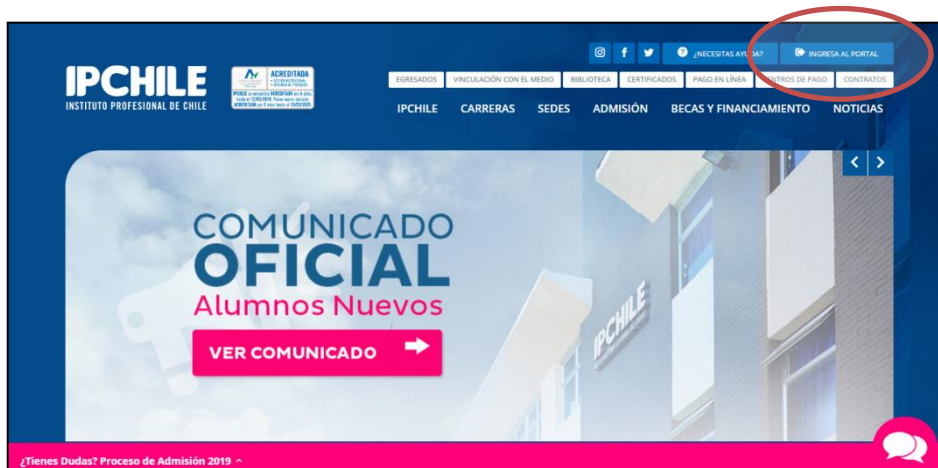 ¿NECESITAS AYUDA?
INGRESA AL PORTAL
IPCHILE
INSTITUTO PROFESIONAL DE CHILE
ACREDITADA
EGRESADOS
VINCULACIÓN CON EL MEDIO
BIBLIOTECA
CERTIFICADOS
PAGO EN LÍNEA
CENTROS DE PAGO
CONTRATOS
IPCHILE
CARRERAS
SEDES
ADMISIÓN
BECAS Y FINANCIAMIENTO
NOTICIAS
COMUNICADO
OFICIAL
Alumnos Nuevos
VER COMUNICADO
IPCHILE
¿Tienes Dudas? Proceso de Admisión 2019